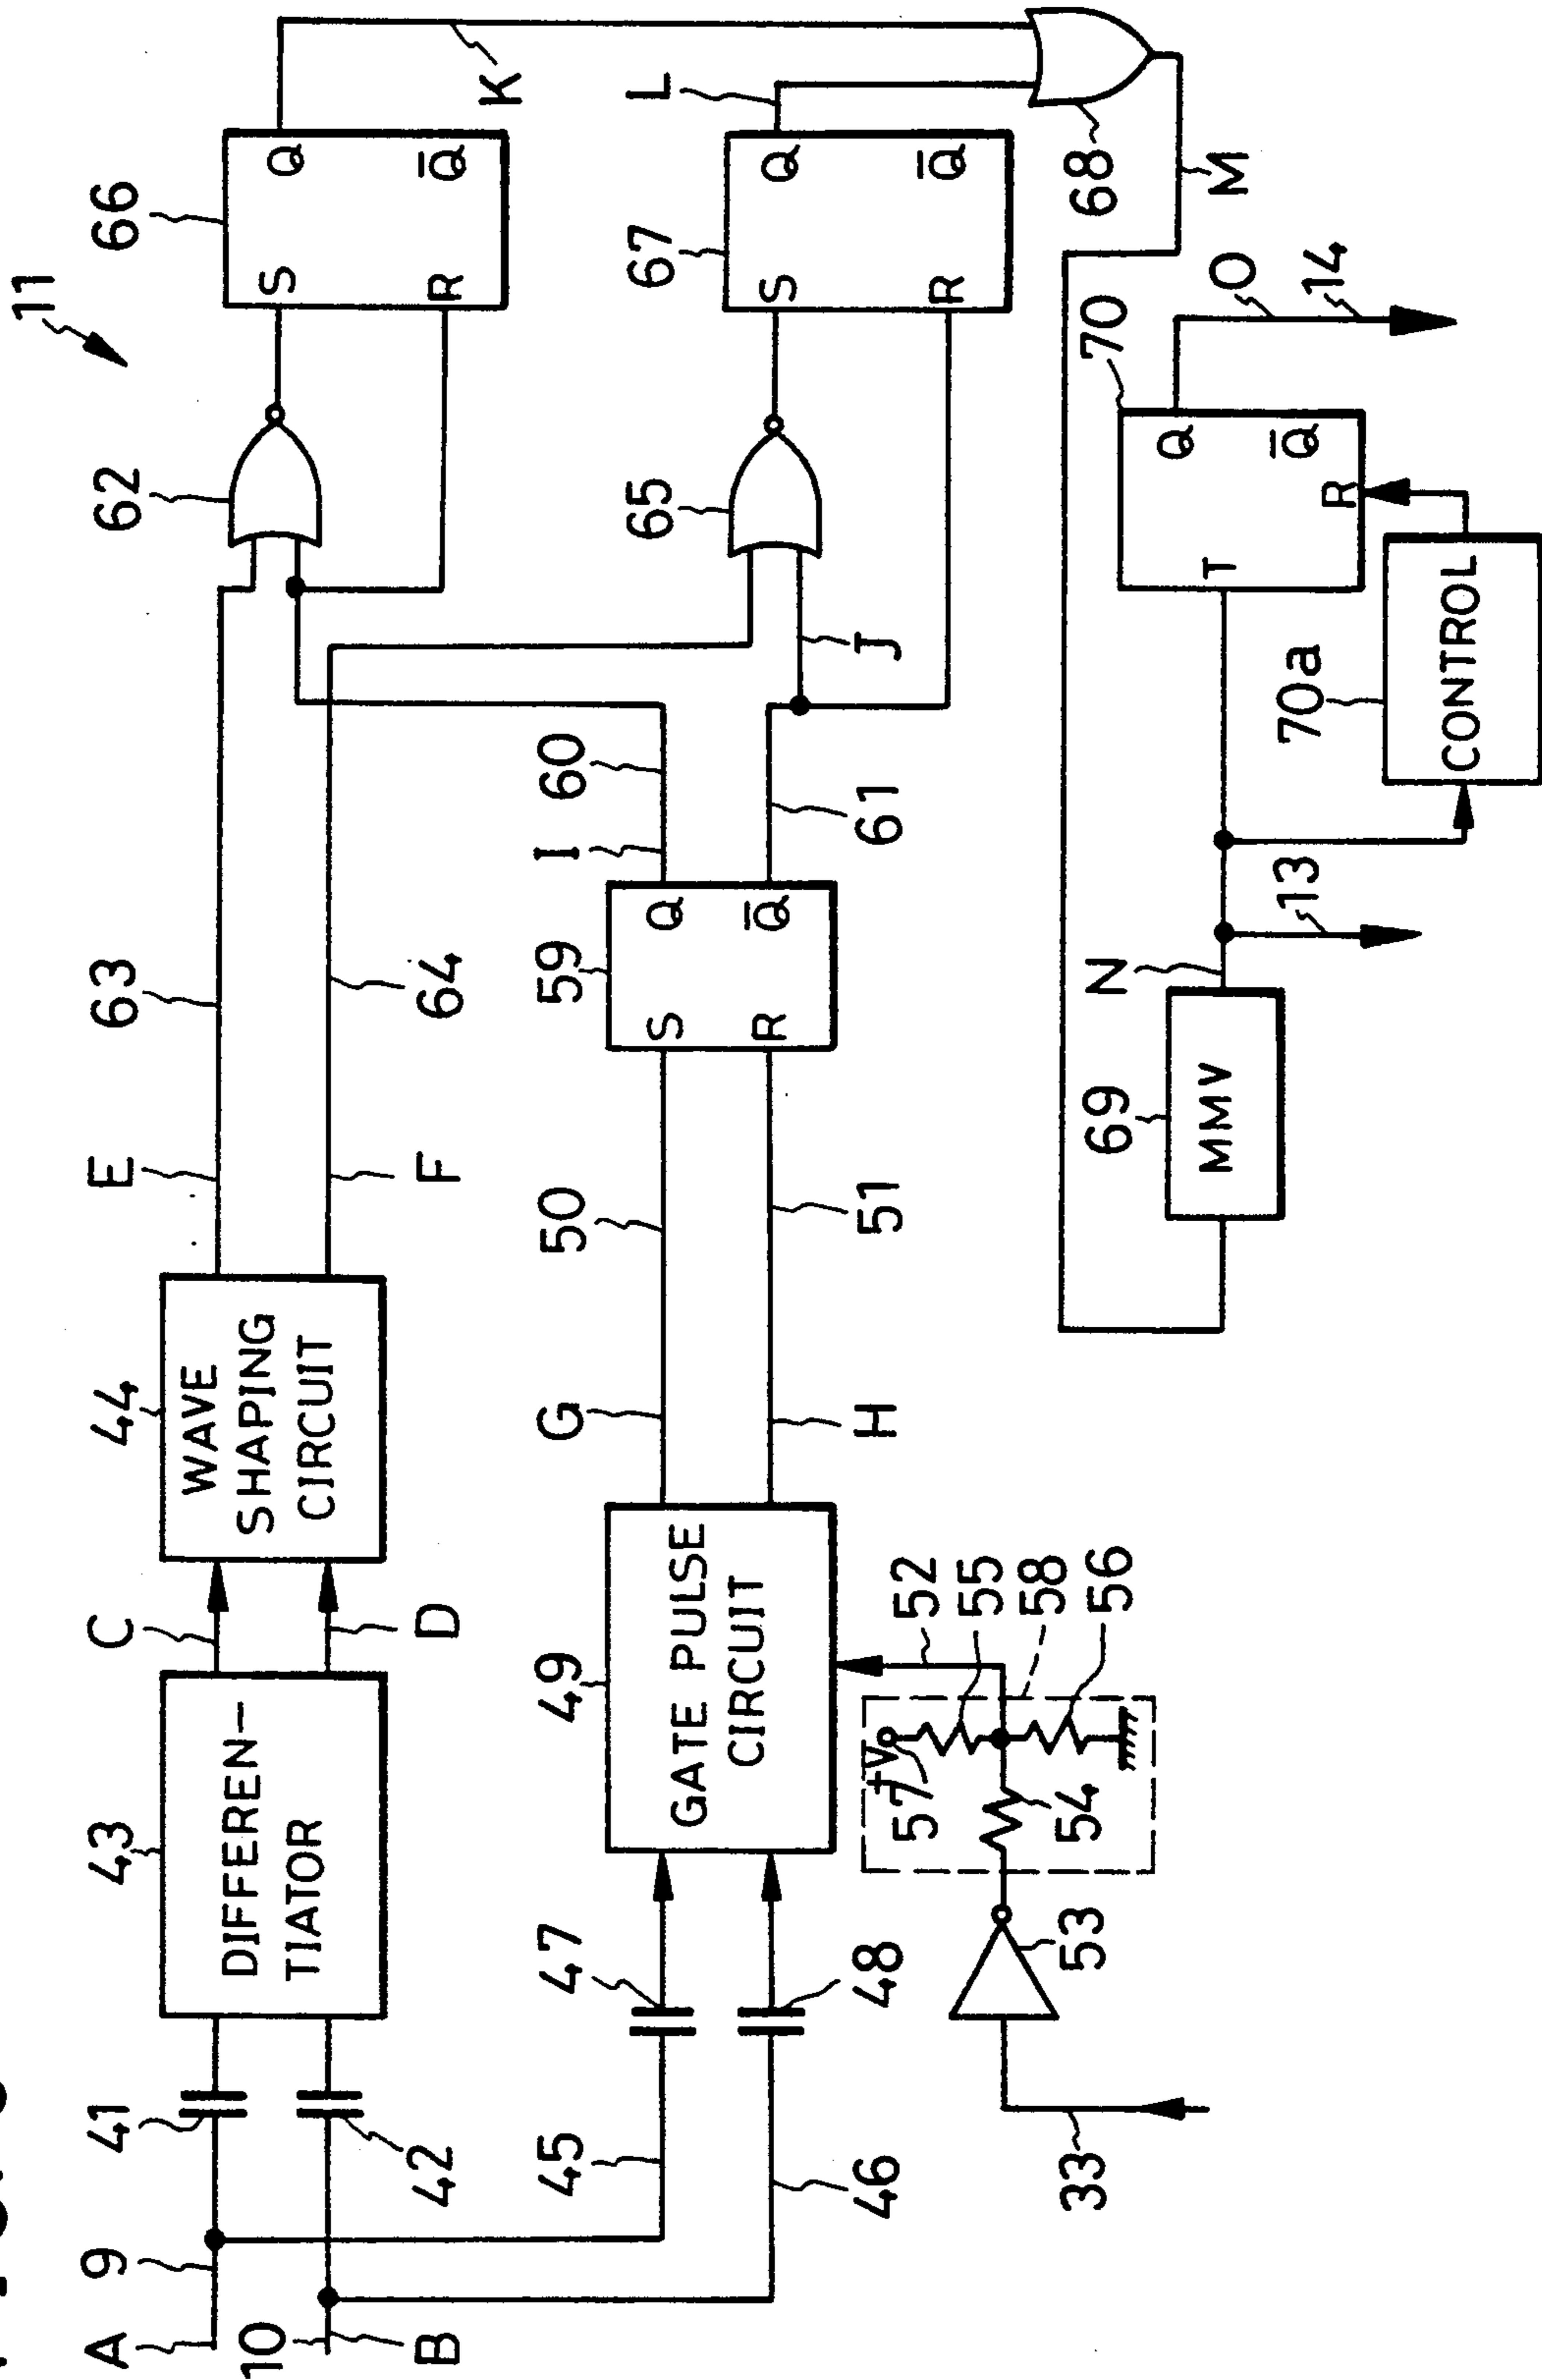 11
A
9
10
B
41
42
43
DIFFEREN-
TIATOR
C
D
44
WAVE
SHAPING
CIRCUIT
E
F
63
64
62
66
S
Q
R
Q̅
K
45
46
47
48
49
GATE PULSE
CIRCUIT
G
H
50
51
59
S
Q
R
Q̅
I
60
61
J
65
67
S
Q
R
Q̅
L
68
M
33
53
54
+V
57
52
55
58
56
69
MMV
N
13
70
T
Q
Q̅
R
70a
CONTROL
O
14